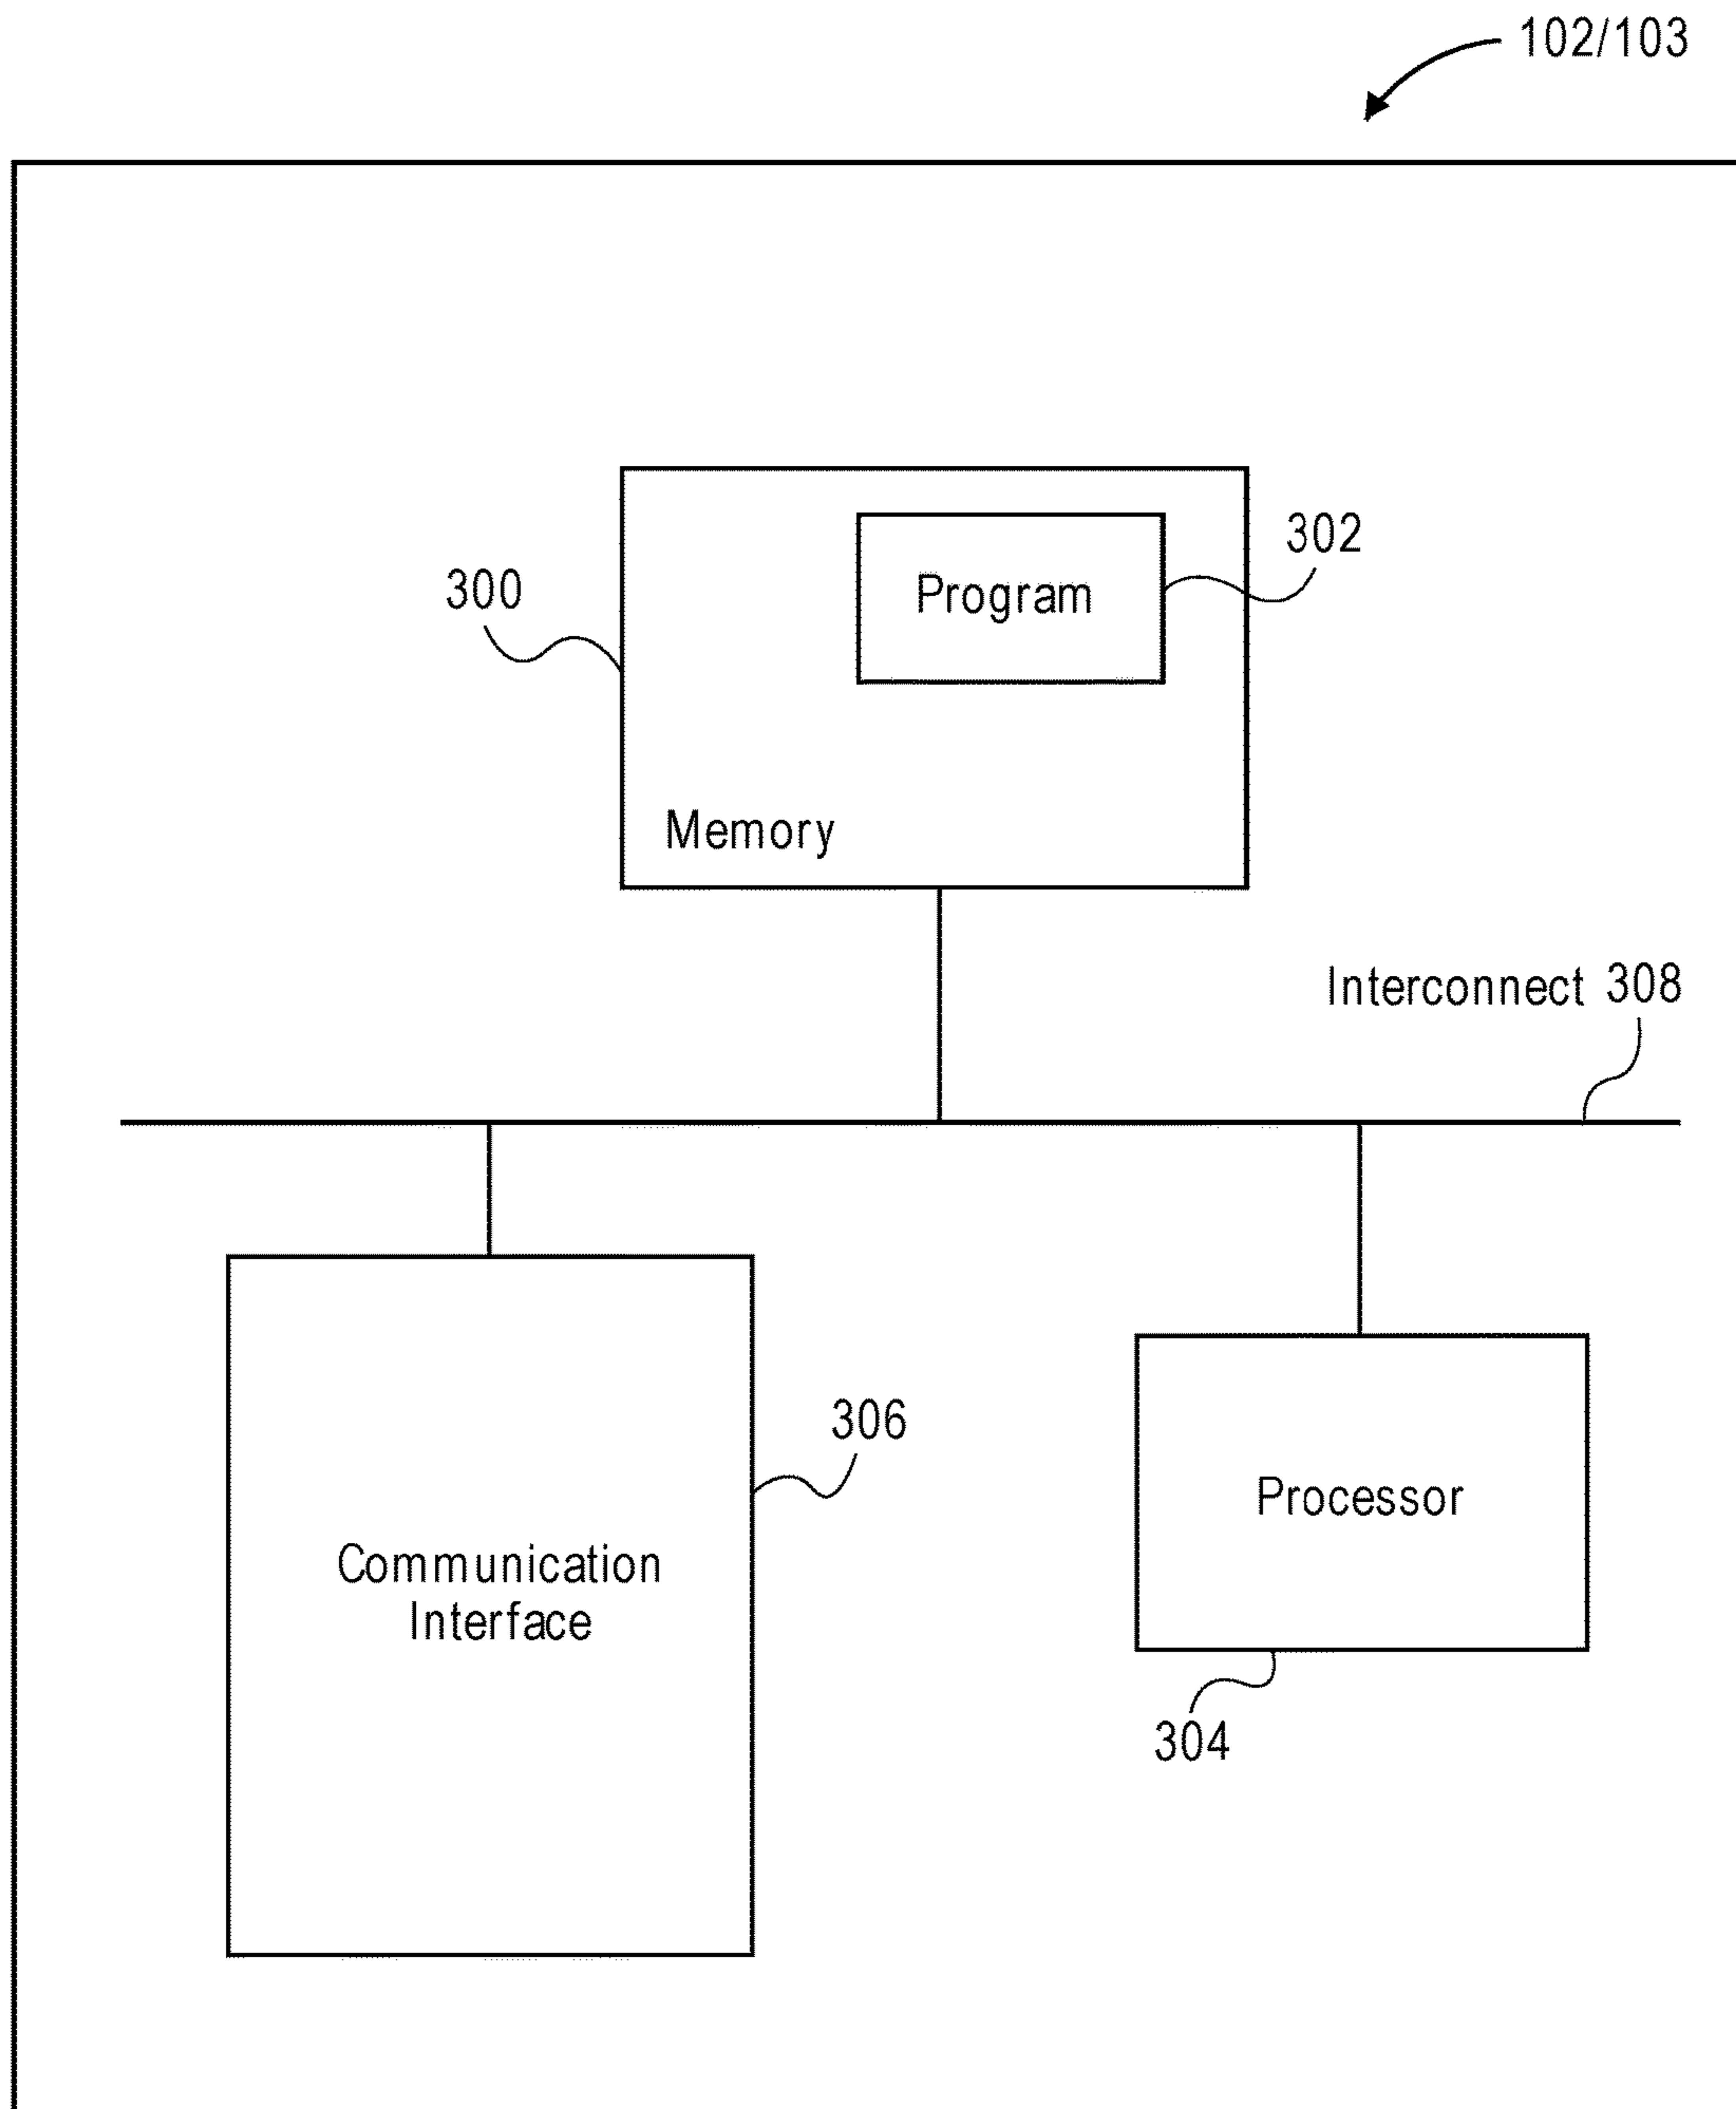 102/103
302
Program
300
Memory
Interconnect 308
306
Processor
Communication
Interface
304